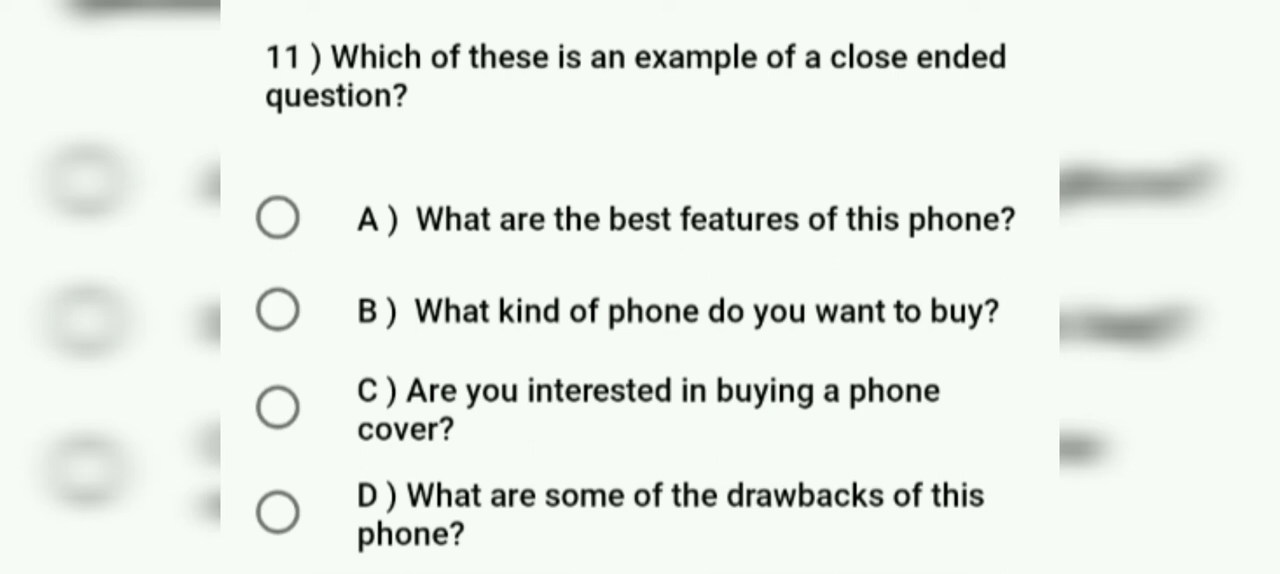 11 ) Which of these is an example of a close ended
question?
A ) What are the best features of this phone?
B ) What kind of phone do you want to buy?
C ) Are you interested in buying a phone
cover?
D ) What are some of the drawbacks of this
phone?